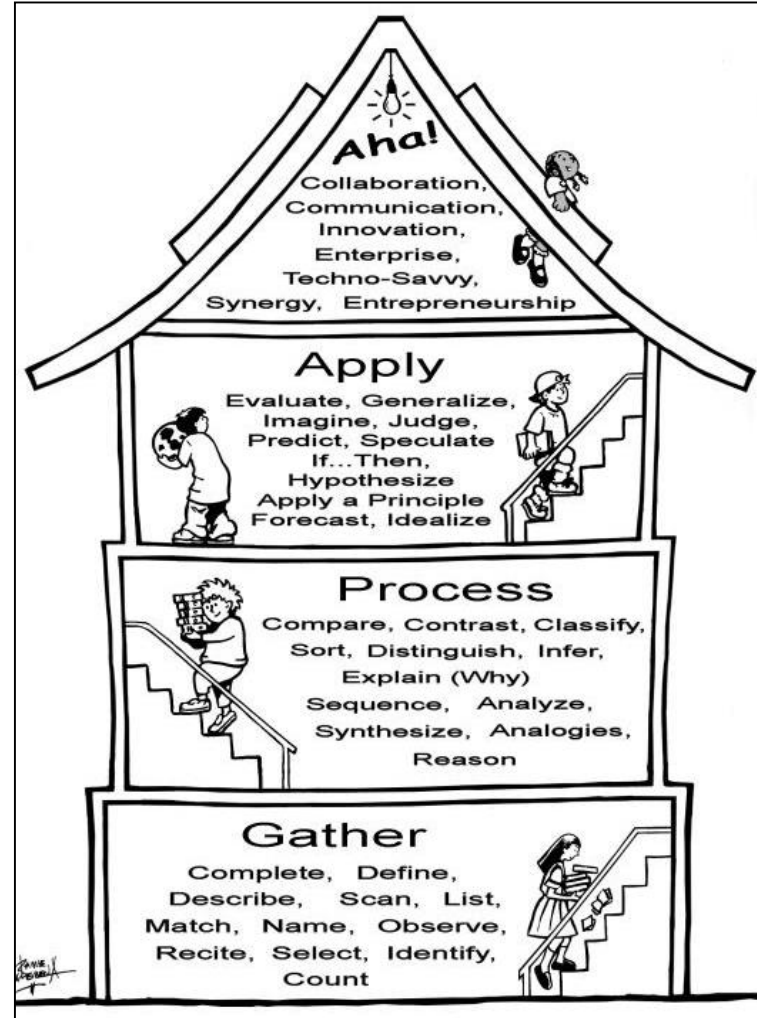 Aha!
Collaboration,
Communication,
Innovation,
Enterprise,
Techno-Savvy,
Synergy, Entrepreneurship
Apply
Evaluate, Generalize,
Imagine, Judge,
Predict, Speculate
If...Then,
Hypothesize
Apply a Principle
Forecast, Idealize
Process
Compare, Contrast, Classify,
Sort, Distinguish, Infer,
Explain (Why)
Sequence, Analyze,
Synthesize, Analogies,
Reason
Gather
Complete, Define,
Describe, Scan, List,
Match, Name, Observe,
Recite, Select, Identify,
Count